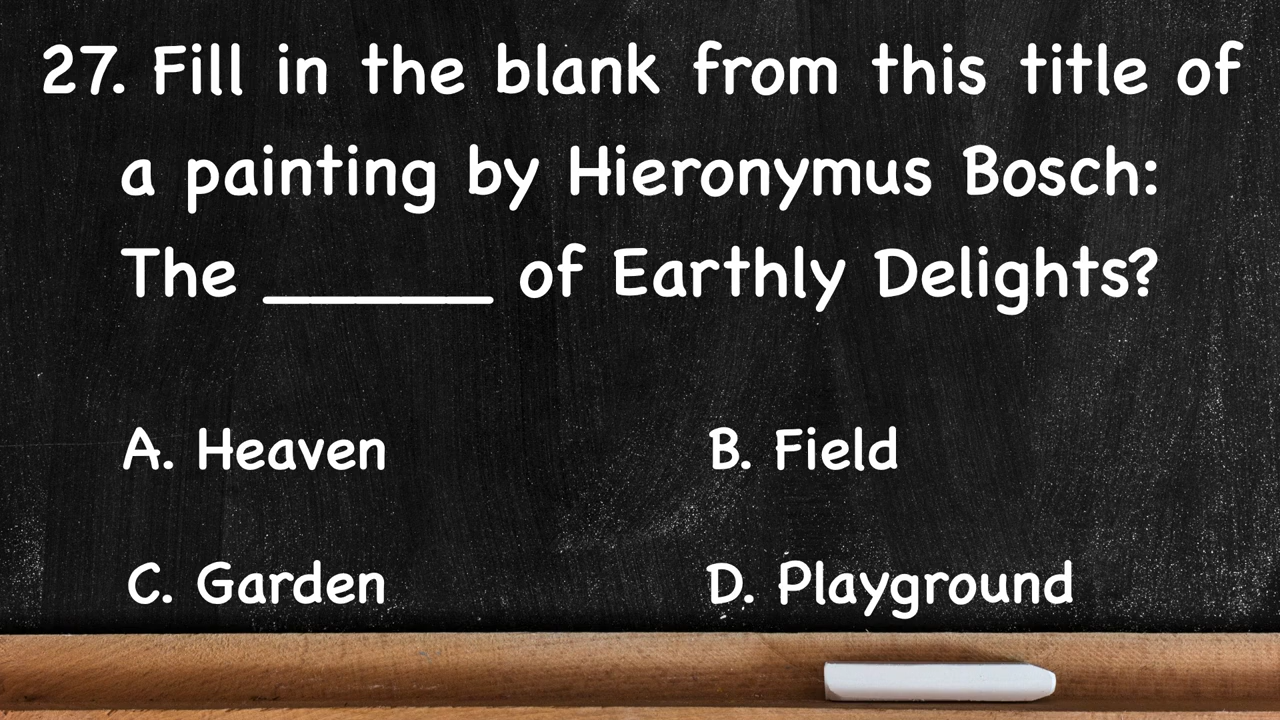 27. Fill in the blank from this title of
a painting by Hieronymus Bosch:
The ______ of Earthly Delights?
A. Heaven
B. Field
C. Garden
D. Playground